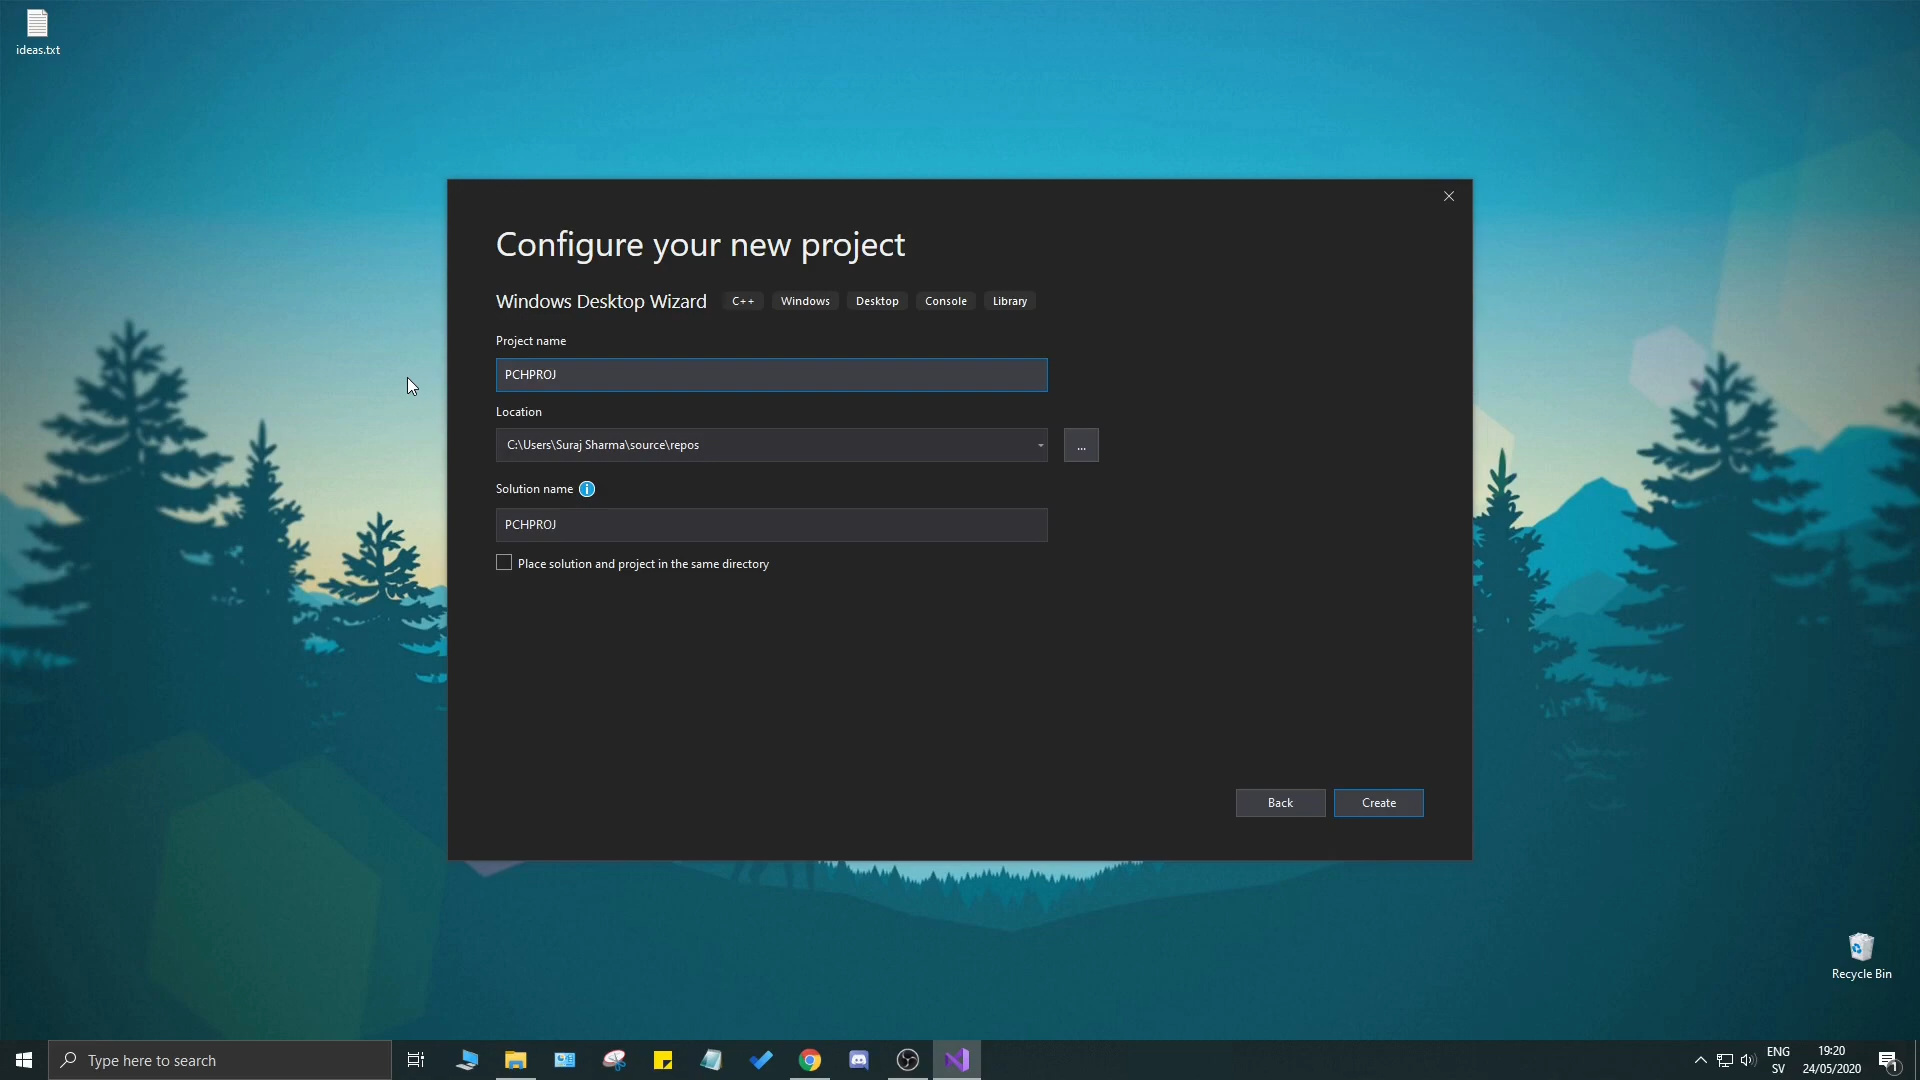 ideas.txt
Configure your new project
Windows Desktop Wizard C++ Windows Desktop Console Library
Project name
PCHPROJ
Location
C:\Users\Suraj Sharma\source\repos
...
Solution name
PCHPROJ
Place solution and project in the same directory
Back Create
Recycle Bin
Type here to search
ENG
SV
19:20
24/05/2020
1